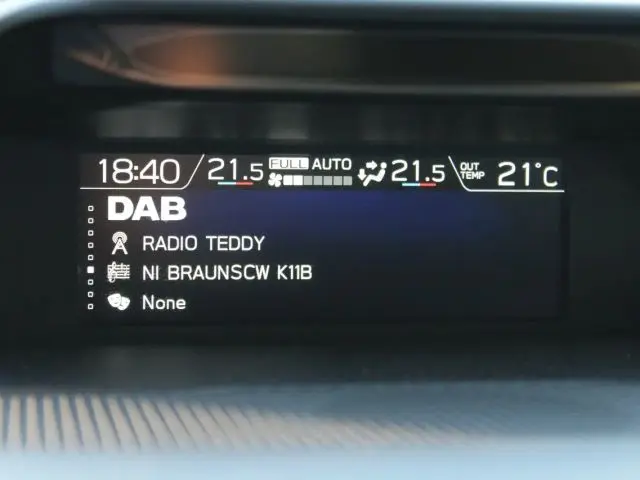 18:40 21.5 FULL AUTO 21.5 OUT TEMP 21°C
DAB
RADIO TEDDY
NI BRAUNSCW K11B
None